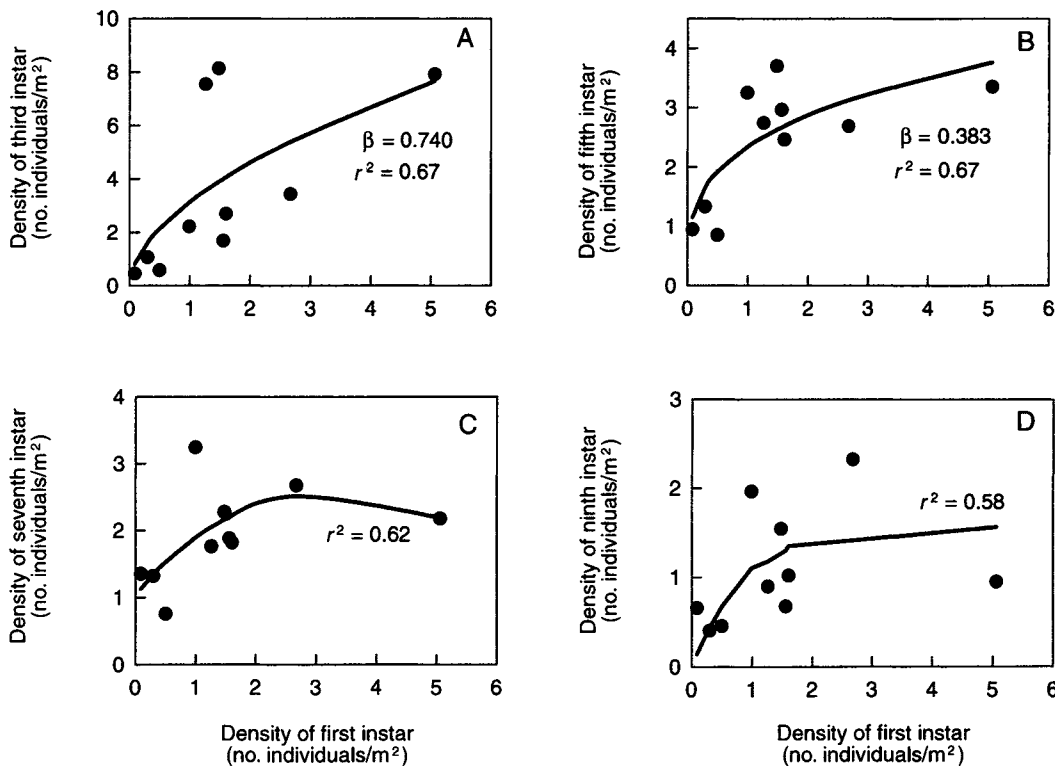 A
Density of third instar
(no. individuals/m²)
10
8
6
4
2
0
β = 0.740
r² = 0.67
0 1 2 3 4 5 6
B
Density of fifth instar
(no. individuals/m²)
4
3
2
1
0
β = 0.383
r² = 0.67
0 1 2 3 4 5 6
C
Density of seventh instar
(no. individuals/m²)
4
3
2
1
0
r² = 0.62
0 1 2 3 4 5 6
Density of first instar
(no. individuals/m²)
D
Density of ninth instar
(no. individuals/m²)
3
2
1
0
r² = 0.58
0 1 2 3 4 5 6
Density of first instar
(no. individuals/m²)